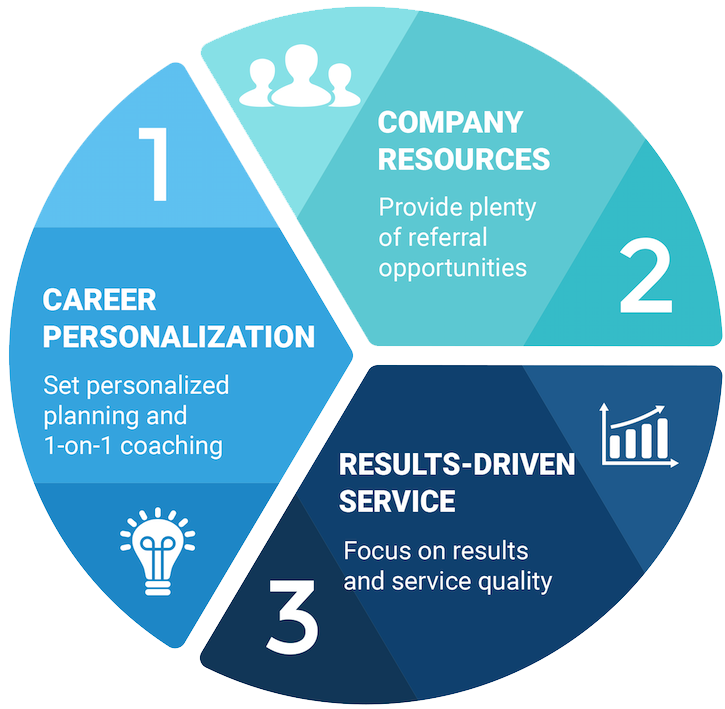 1
CAREER
PERSONALIZATION
Set personalized
planning and
1-on-1 coaching
COMPANY
RESOURCES
Provide plenty
of referral
opportunities
2
RESULTS-DRIVEN
SERVICE
Focus on results
and service quality
3